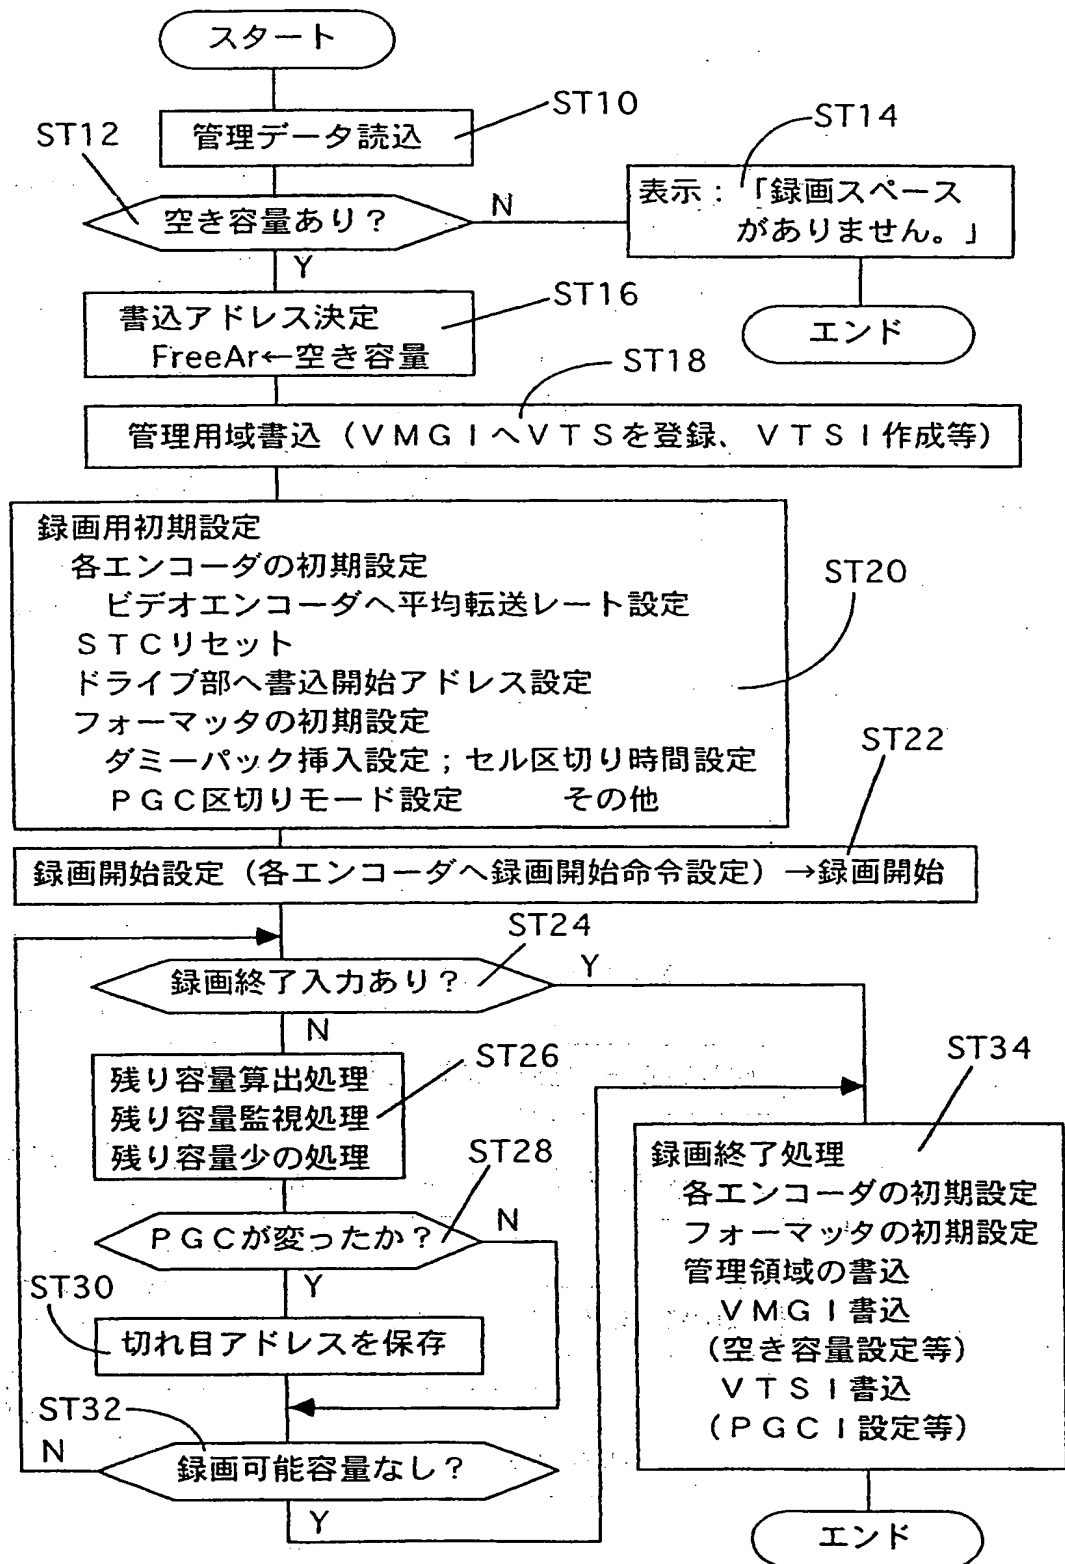 スタート
ST10
管理データ読込
ST12
ST14
空き容量あり？
N
表示：「録画スペース
がありません。」
Y
ST16
書込アドレス決定
FreeAr←空き容量
エンド
ST18
管理用域書込（ＶＭＧＩへＶＴＳを登録、ＶＴＳＩ作成等）
録画用初期設定
各エンコーダの初期設定
ビデオエンコーダへ平均転送レート設定
ＳＴＣリセット
ドライブ部へ書込開始アドレス設定
フォーマッタの初期設定
ダミーパック挿入設定；セル区切り時間設定
ＰＧＣ区切りモード設定　　　その他
ST20
ST22
録画開始設定（各エンコーダへ録画開始命令設定）→録画開始
ST24
録画終了入力あり？
Y
N
ST26
残り容量算出処理
残り容量監視処理
残り容量少の処理
ST28
ＰＧＣが変ったか？
N
Y
ST30
切れ目アドレスを保存
ST32
N
録画可能容量なし？
Y
ST34
録画終了処理
各エンコーダの初期設定
フォーマッタの初期設定
管理領域の書込
ＶＭＧＩ書込
（空き容量設定等）
ＶＴＳＩ書込
（ＰＧＣＩ設定等）
エンド